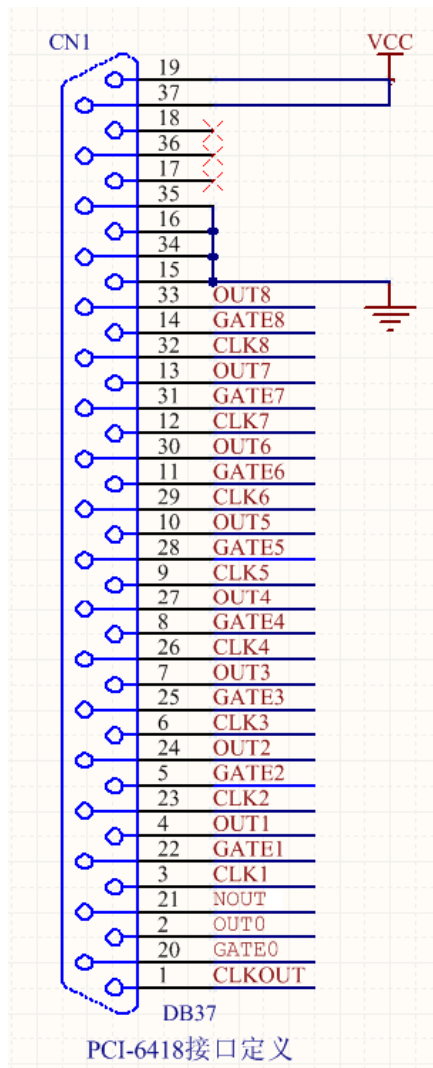 CN1 VCC
19
37
18
36
17
35
16
34
15
33 OUT8
14 GATE8
32 CLK8
13 OUT7
31 GATE7
12 CLK7
30 OUT6
11 GATE6
29 CLK6
10 OUT5
28 GATE5
9 CLK5
27 OUT4
8 GATE4
26 CLK4
7 OUT3
25 GATE3
6 CLK3
24 OUT2
5 GATE2
23 CLK2
4 OUT1
22 GATE1
3 CLK1
21 NOUT
2 OUT0
20 GATE0
1 CLKOUT
DB37
PCI-6418接口定义